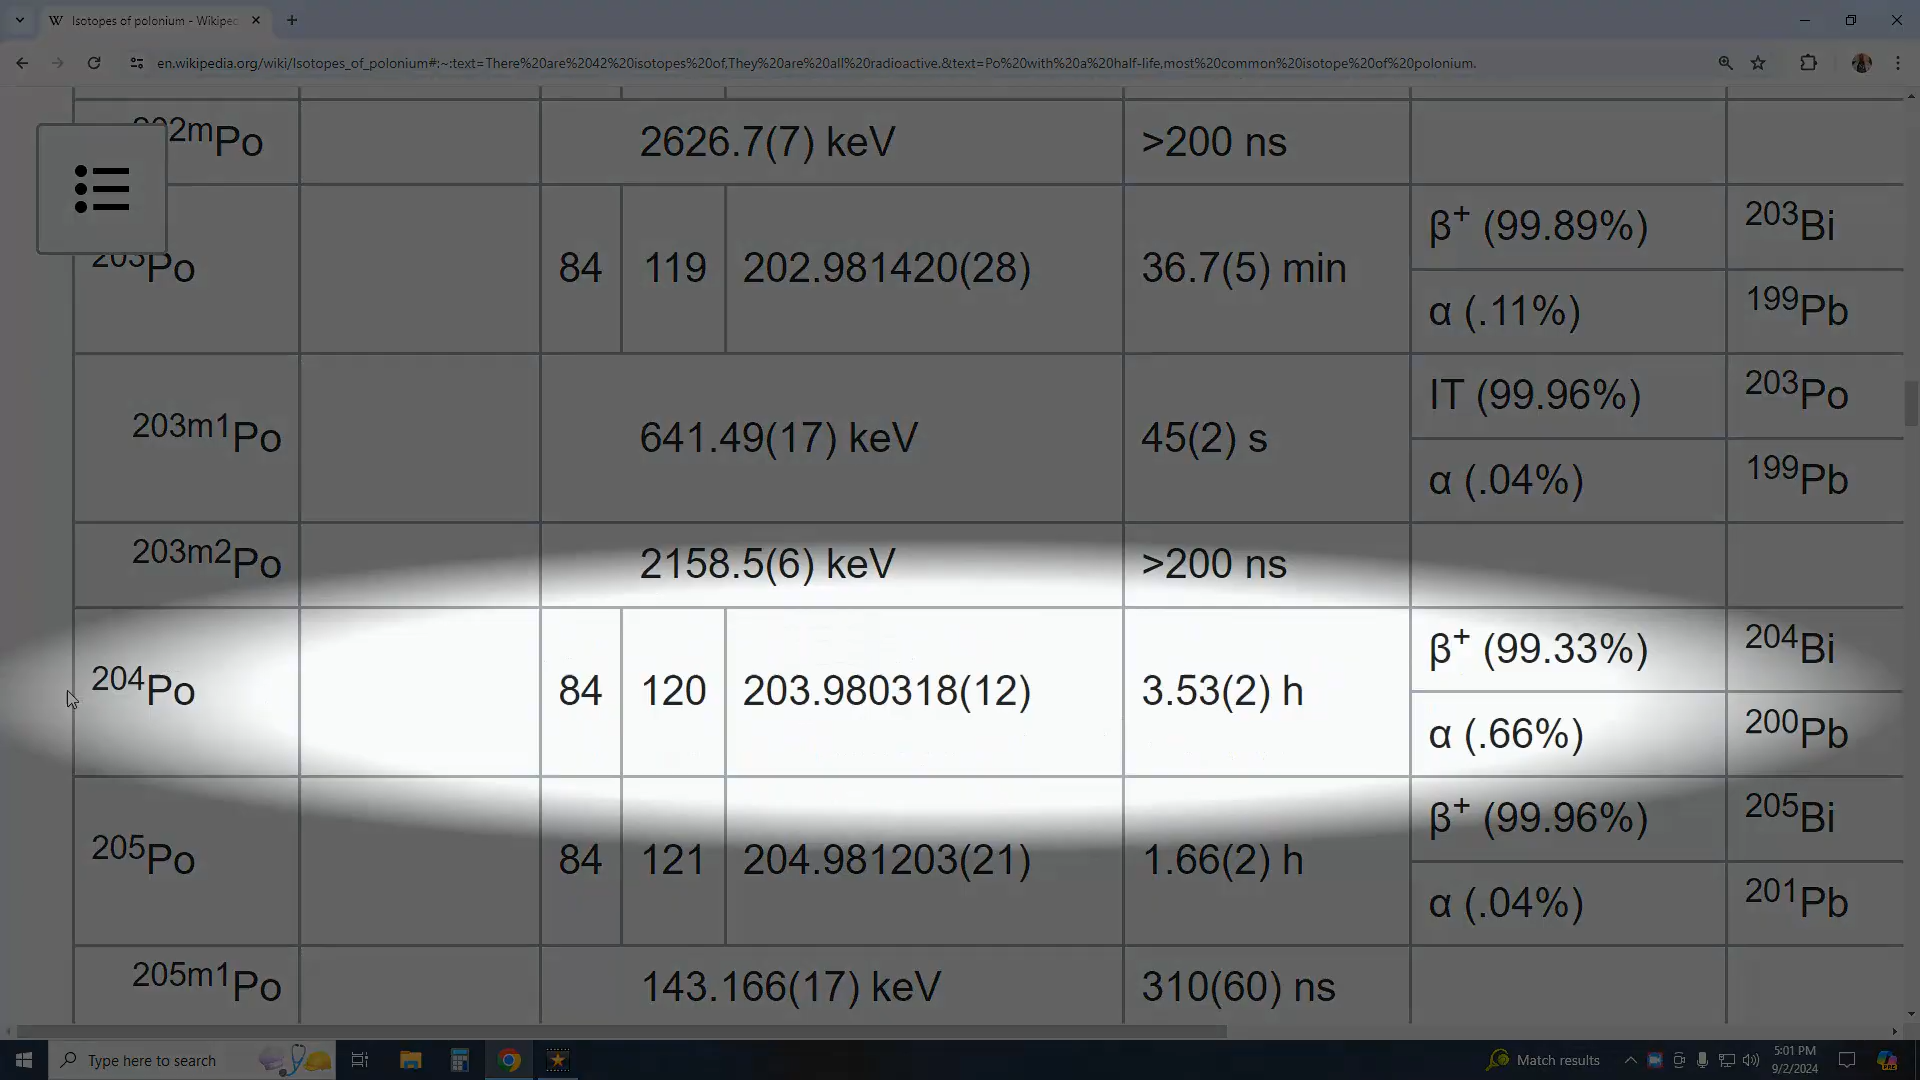 Isotopes of polonium - Wikiped
en.wikipedia.org/wiki/Isotopes_of_polonium#:~:text=There%20are%2042%20isotopes%20of,They%20are%20all%20radioactive.&text=Po%20with%20a%20half-life,most%20common%20isotope%20of%20polonium.
202mPo 2626.7(7) keV >200 ns
203Po 84 119 202.981420(28) 36.7(5) min β+ (99.89%) 203Bi
α (.11%) 199Pb
203m1Po 641.49(17) keV 45(2) s IT (99.96%) 203Po
α (.04%) 199Pb
203m2Po 2158.5(6) keV >200 ns
204Po 84 120 203.980318(12) 3.53(2) h β+ (99.33%) 204Bi
α (.66%) 200Pb
205Po 84 121 204.981203(21) 1.66(2) h β+ (99.96%) 205Bi
α (.04%) 201Pb
205m1Po 143.166(17) keV 310(60) ns
Type here to search
Match results
5:01 PM
9/2/2024